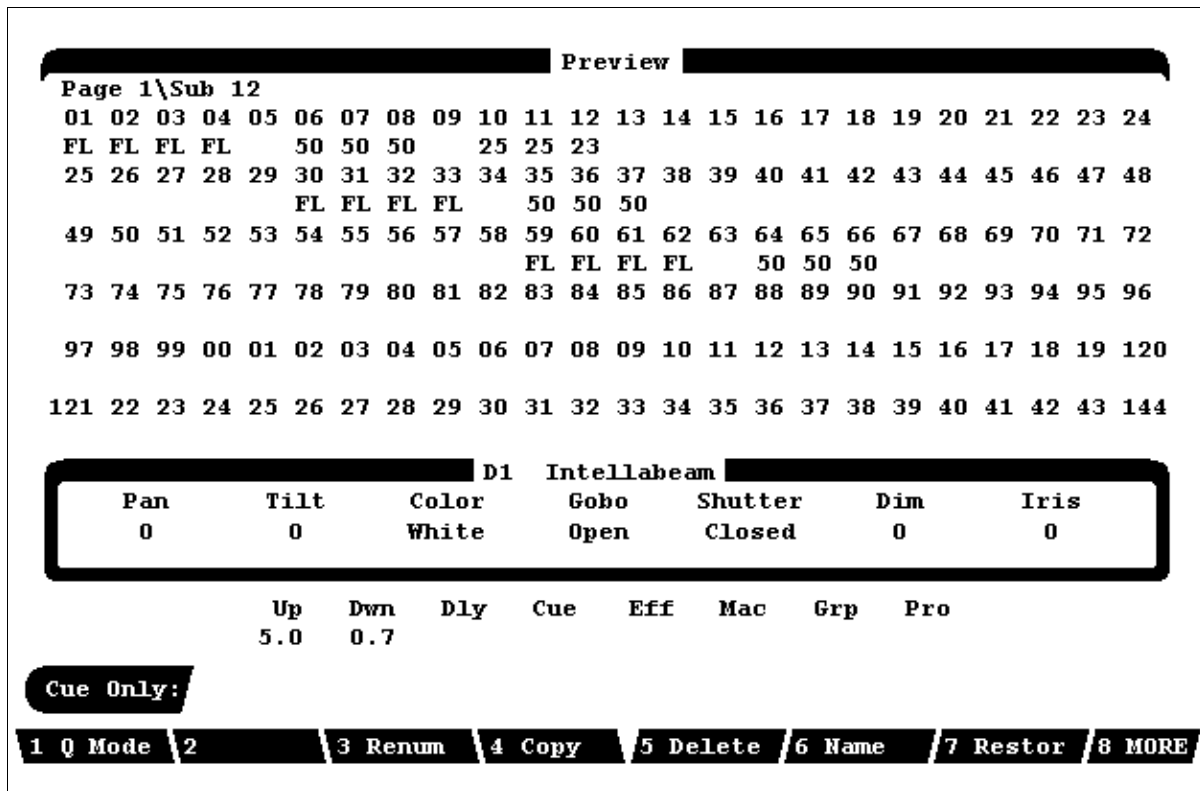 Preview
Page 1\Sub 12
01 02 03 04 05 06 07 08 09 10 11 12 13 14 15 16 17 18 19 20 21 22 23 24
FL FL FL FL 50 50 50 25 25 23
25 26 27 28 29 30 31 32 33 34 35 36 37 38 39 40 41 42 43 44 45 46 47 48
FL FL FL FL 50 50 50
49 50 51 52 53 54 55 56 57 58 59 60 61 62 63 64 65 66 67 68 69 70 71 72
FL FL FL FL 50 50 50
73 74 75 76 77 78 79 80 81 82 83 84 85 86 87 88 89 90 91 92 93 94 95 96
97 98 99 00 01 02 03 04 05 06 07 08 09 10 11 12 13 14 15 16 17 18 19 120
121 22 23 24 25 26 27 28 29 30 31 32 33 34 35 36 37 38 39 40 41 42 43 144
D1 Intellabeam
Pan Tilt Color Gobo Shutter Dim Iris
0 0 White Open Closed 0 0
Up Dwn Dly Cue Eff Mac Grp Pro
5.0 0.7
Cue Only:
1 Q Mode 2 3 Renum 4 Copy 5 Delete 6 Name 7 Restor 8 MORE